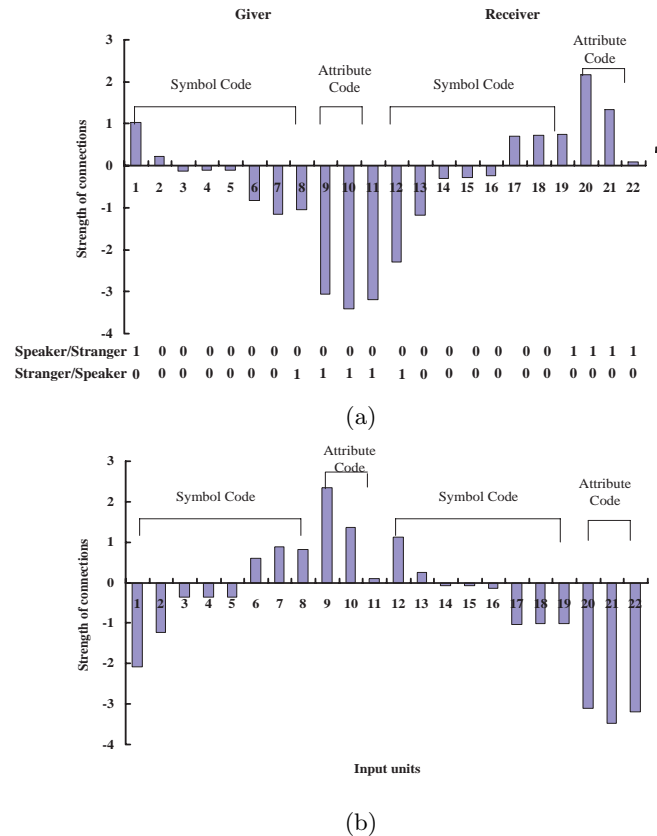 Giver Receiver
Attribute Code
Attribute Code
Symbol Code
Symbol Code
3
2
1
0
-1
-2
-3
-4
Strength of connections
1 2 3 4 5 6 7 8 9 10 11 12 13 14 15 16 17 18 19 20 21 22
Speaker/Stranger 1 0 0 0 0 0 0 0 0 0 0 0 0 0 0 0 0 0 1 1 1 1
Stranger/Speaker 0 0 0 0 0 0 0 1 1 1 1 1 0 0 0 0 0 0 0 0 0 0
(a)
Attribute Code
Attribute Code
Symbol Code
Symbol Code
3
2
1
0
-1
-2
-3
-4
Strength of connections
1 2 3 4 5 6 7 8 9 10 11 12 13 14 15 16 17 18 19 20 21 22
Input units
(b)